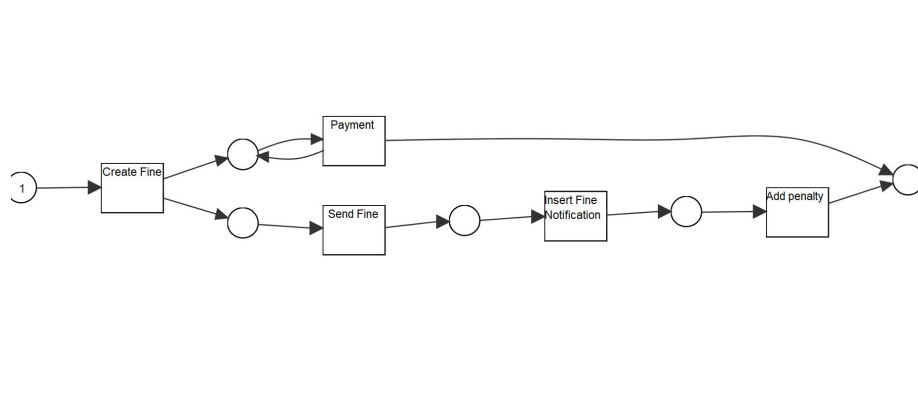 1
Create Fine
Payment
Send Fine
Insert Fine
Notification
Add penalty